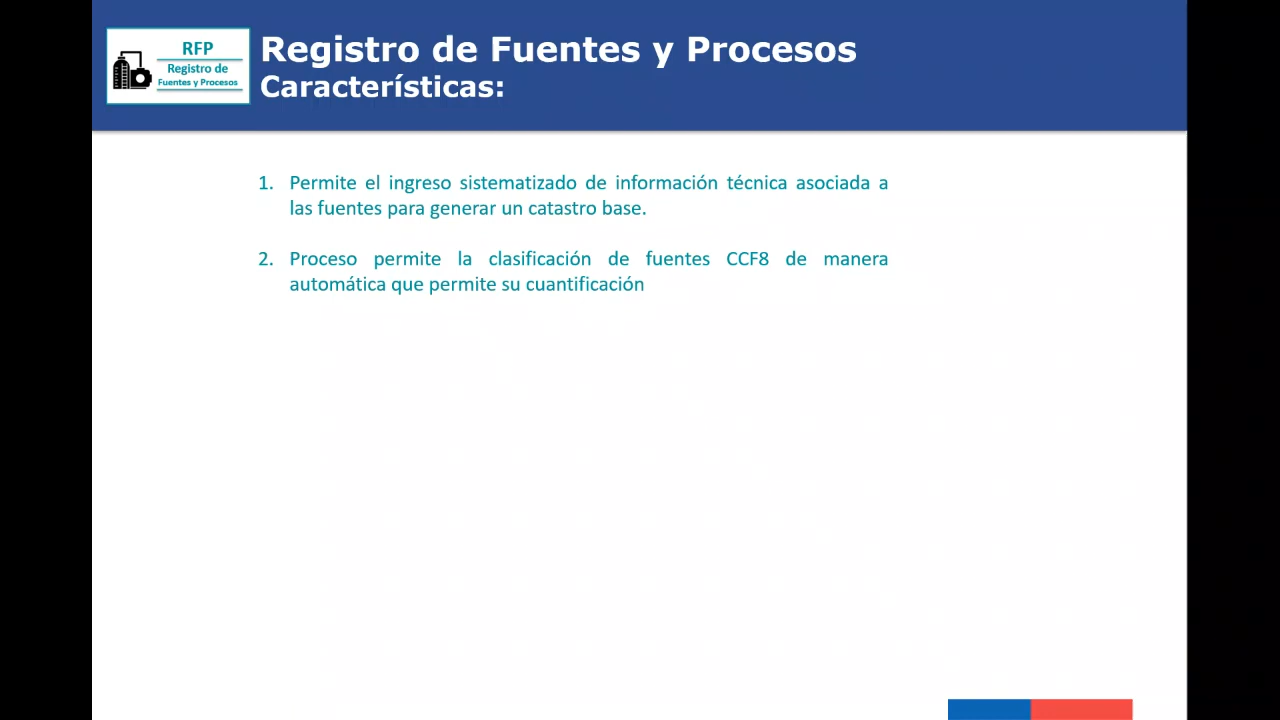 RFP
Registro de
Fuentes y Procesos
Registro de Fuentes y Procesos
Características:
1. Permite el ingreso sistematizado de información técnica asociada a
las fuentes para generar un catastro base.
2. Proceso permite la clasificación de fuentes CCF8 de manera
automática que permite su cuantificación